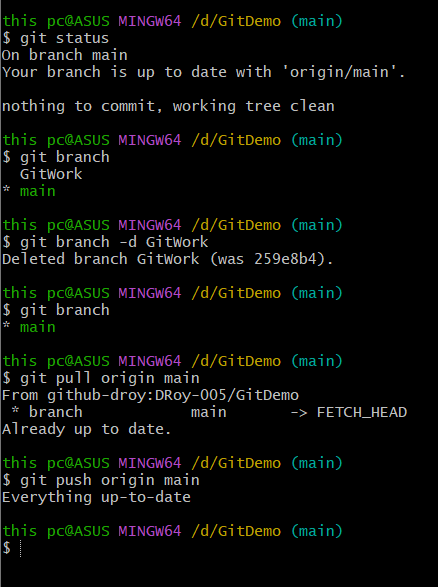 this pc@ASUS MINGW64 /d/GitDemo (main)
$ git status
On branch main
Your branch is up to date with 'origin/main'.
nothing to commit, working tree clean
this pc@ASUS MINGW64 /d/GitDemo (main)
$ git branch
  GitWork
* main
this pc@ASUS MINGW64 /d/GitDemo (main)
$ git branch -d GitWork
Deleted branch GitWork (was 259e8b4).
this pc@ASUS MINGW64 /d/GitDemo (main)
$ git branch
* main
this pc@ASUS MINGW64 /d/GitDemo (main)
$ git pull origin main
From github-droy:DRoy-005/GitDemo
 * branch            main       -> FETCH_HEAD
Already up to date.
this pc@ASUS MINGW64 /d/GitDemo (main)
$ git push origin main
Everything up-to-date
this pc@ASUS MINGW64 /d/GitDemo (main)
$